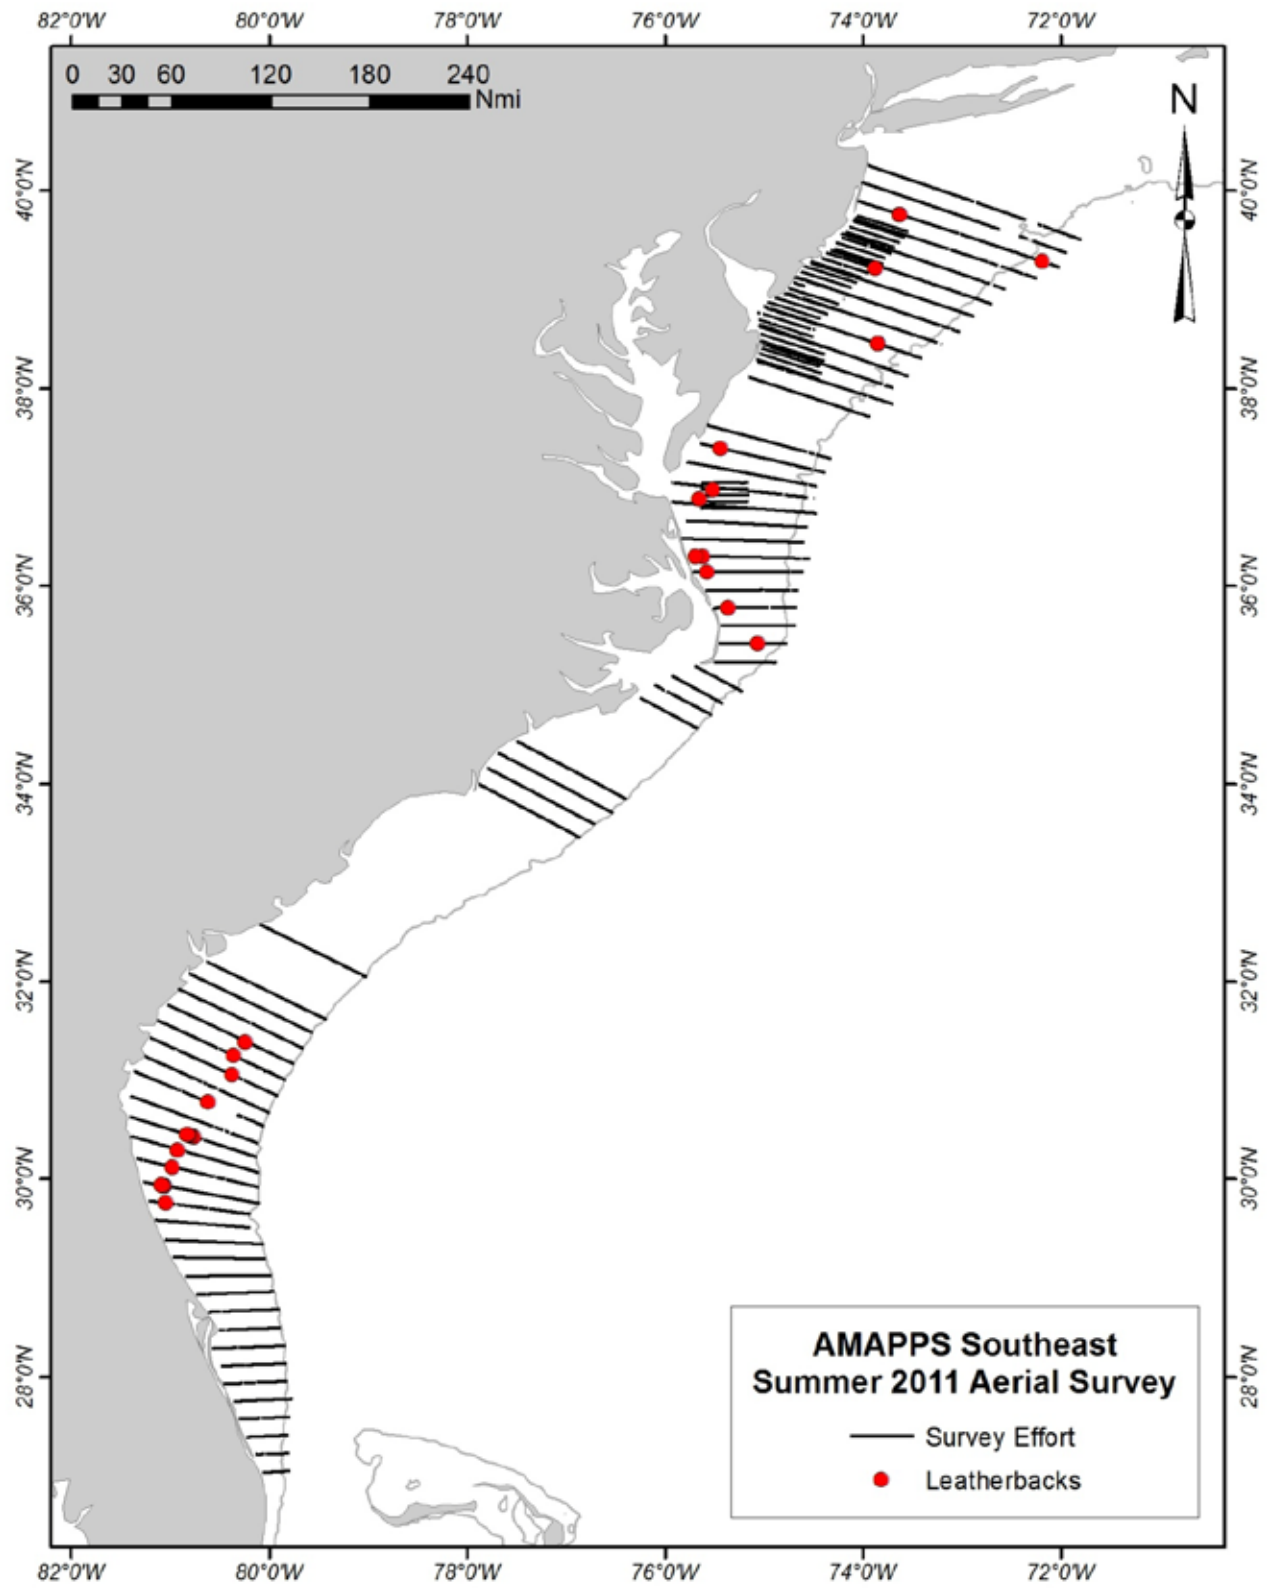 82°0'W 80°0'W 78°0'W 76°0'W 74°0'W 72°0'W
0 30 60 120 180 240
Nmi
N
40°0'N 40°0'N
38°0'N 38°0'N
36°0'N 36°0'N
34°0'N 34°0'N
32°0'N 32°0'N
30°0'N 30°0'N
28°0'N 28°0'N
AMAPPS Southeast
Summer 2011 Aerial Survey
Survey Effort
Leatherbacks
82°0'W 80°0'W 78°0'W 76°0'W 74°0'W 72°0'W